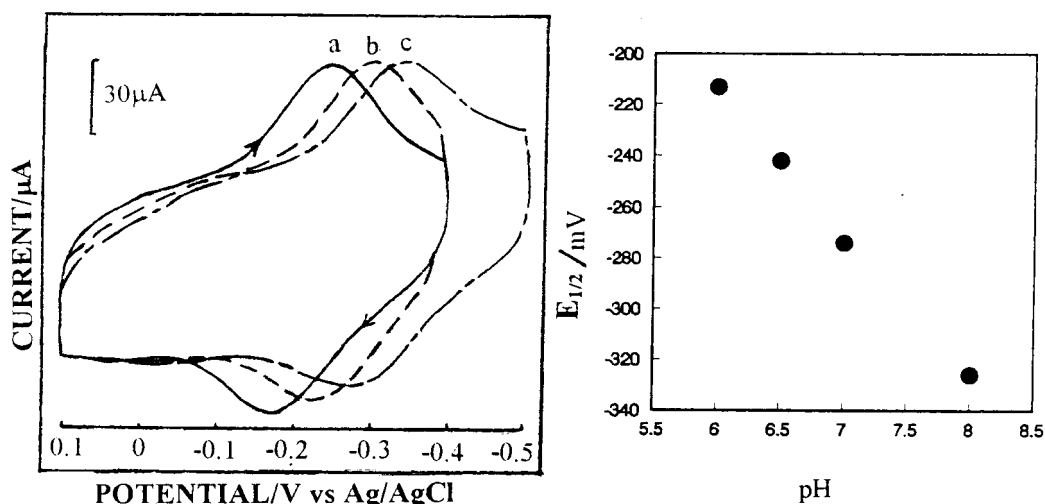 a b c
30µA
CURRENT/µA
0.1 0 -0.1 -0.2 -0.3 -0.4 -0.5
POTENTIAL/V vs Ag/AgCl
-200
-220
-240
-260
-280
-300
-320
-340
E1/2 /mV
5.5 6 6.5 7 7.5 8 8.5
pH